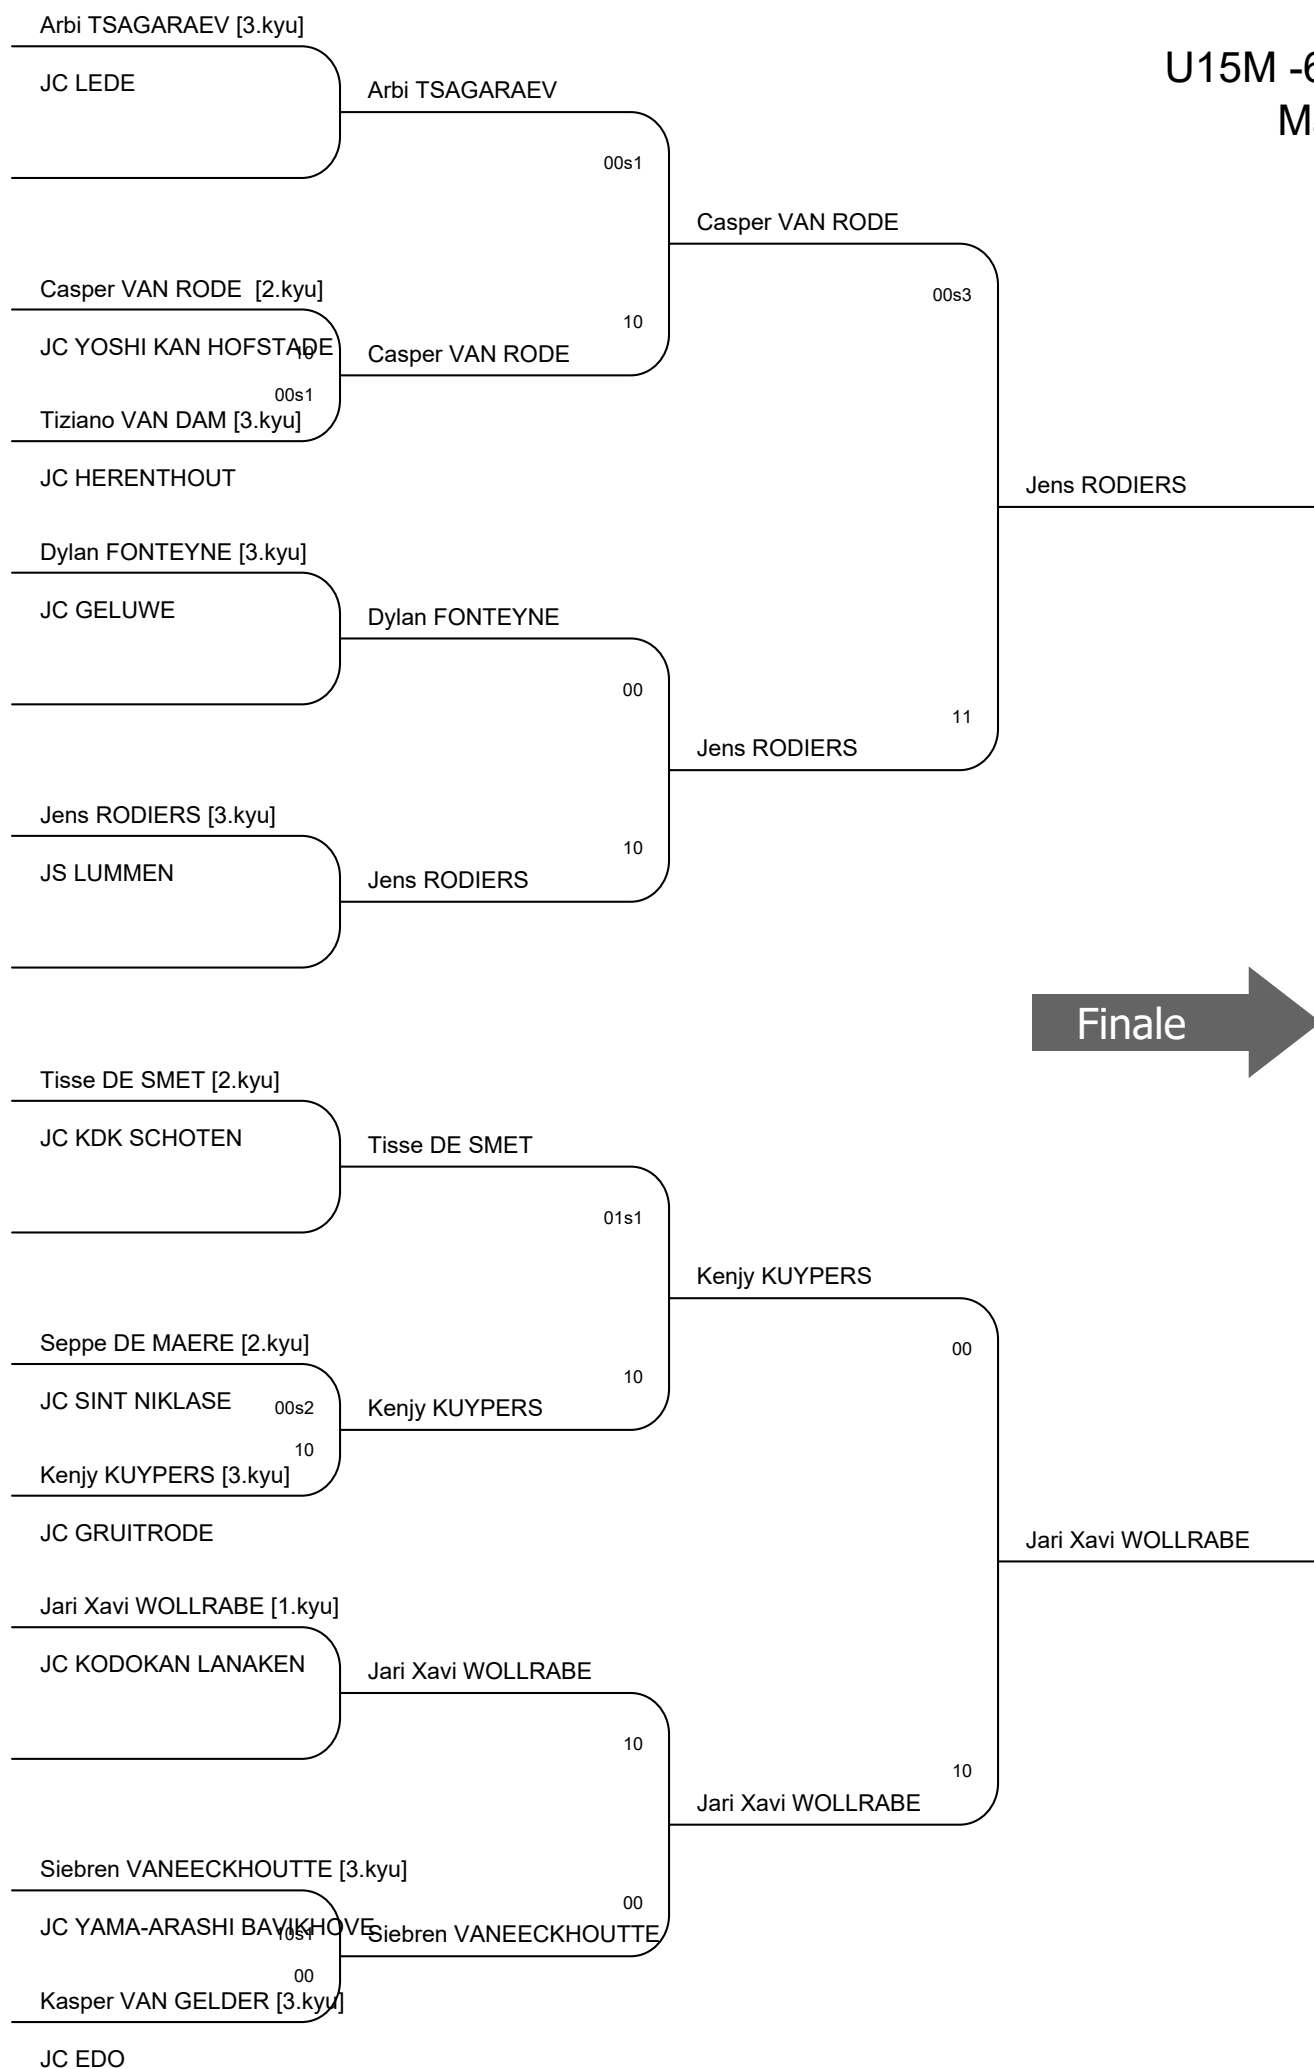 Arbi TSAGARAEV [3.kyu]
JC LEDE
Arbi TSAGARAEV
U15M -6
M
00s1
Casper VAN RODE
Casper VAN RODE [2.kyu]
00s3
JC YOSHI KAN HOFSTADE
10
10
Casper VAN RODE
00s1
Tiziano VAN DAM [3.kyu]
JC HERENTHOUT
Jens RODIERS
Dylan FONTEYNE [3.kyu]
JC GELUWE
Dylan FONTEYNE
00
11
Jens RODIERS
Jens RODIERS [3.kyu]
10
JS LUMMEN
Jens RODIERS
Finale
Tisse DE SMET [2.kyu]
JC KDK SCHOTEN
Tisse DE SMET
01s1
Kenjy KUYPERS
Seppe DE MAERE [2.kyu]
00
10
JC SINT NIKLASE
00s2
Kenjy KUYPERS
10
Kenjy KUYPERS [3.kyu]
JC GRUITRODE
Jari Xavi WOLLRABE
Jari Xavi WOLLRABE [1.kyu]
JC KODOKAN LANAKEN
Jari Xavi WOLLRABE
10
10
Jari Xavi WOLLRABE
Siebren VANEECKHOUTTE [3.kyu]
00
JC YAMA-ARASHI BAVIKHOVE
10s1
Siebren VANEECKHOUTTE
00
Kasper VAN GELDER [3.kyu]
JC EDO